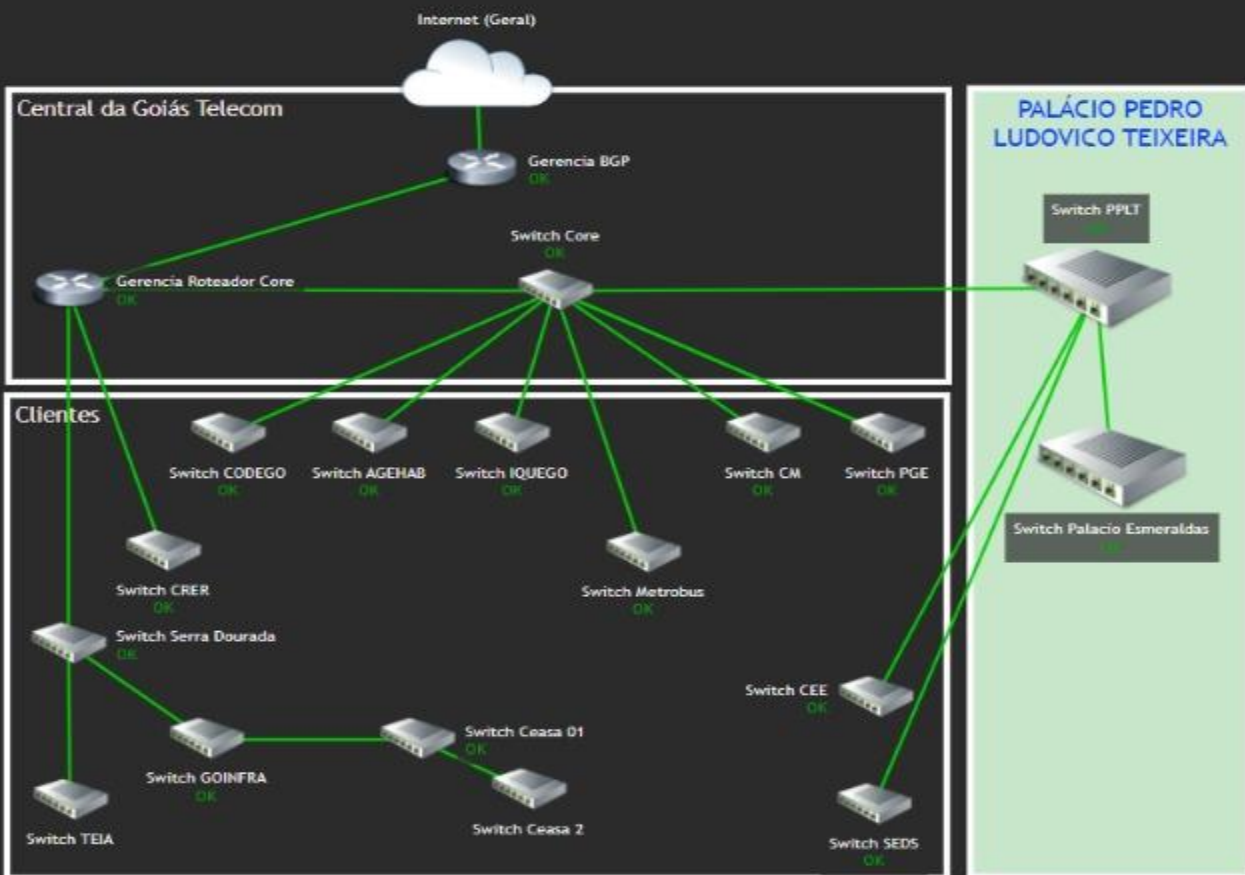 Internet (Geral)
Central da Goiás Telecom
PALÁCIO PEDRO
LUDOVICO TEIXEIRA
Gerencia BGP
OK
Switch PPLT
OK
Switch Core
OK
Gerencia Roteador Core
OK
Clientes
Switch CODEGO
OK
Switch AGEHAB
OK
Switch IQUEGO
OK
Switch CM
OK
Switch PGE
OK
Switch Palacio Esmeraldas
OK
Switch CRER
OK
Switch Metrobus
OK
Switch Serra Dourada
OK
Switch CEE
OK
Switch Ceasa 01
OK
Switch GOINFRA
OK
Switch Ceasa 2
Switch TEIA
Switch SEDS
OK